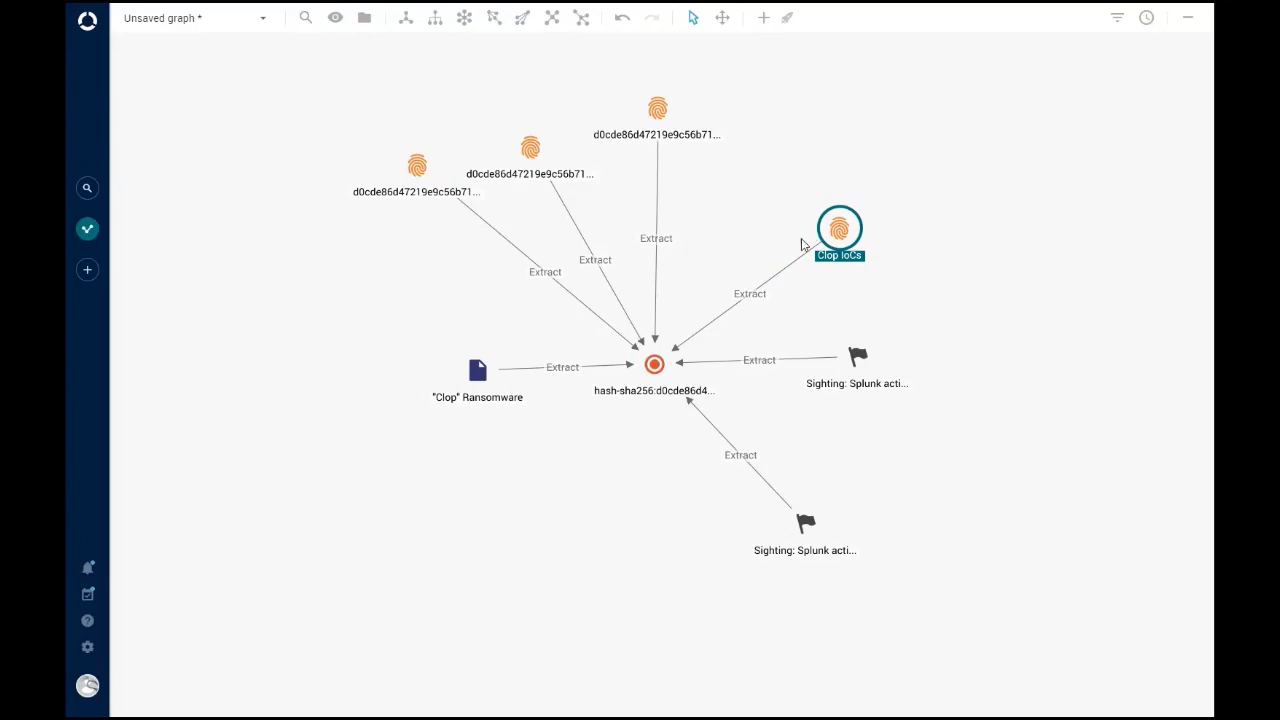 Unsaved graph *
d0cde86d47219e9c56b71...
d0cde86d47219e9c56b71...
d0cde86d47219e9c56b71...
Extract
Clop IoCs
Extract
Extract
Extract
Extract
Extract
"Clop" Ransomware
hash-sha256:d0cde86d4...
Sighting: Splunk acti...
Extract
Sighting: Splunk acti...